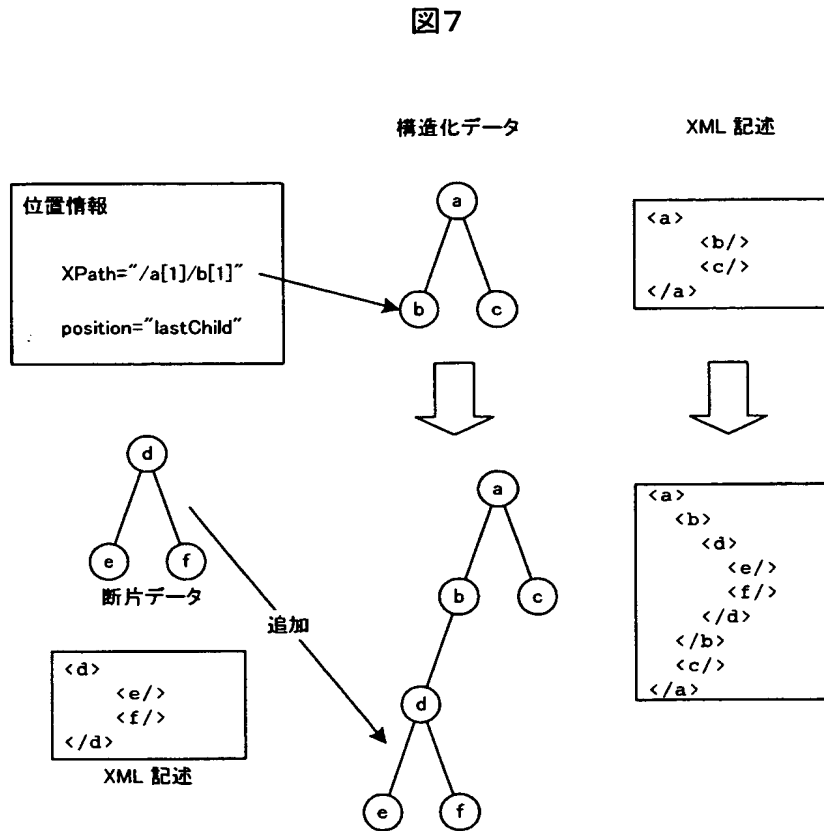 図7
構造化データ
XML 記述
位置情報
XPath="/a[1]/b[1]"
position="lastChild"
a
b
c
<a>
<b/>
<c/>
</a>
d
e
f
断片データ
追加
<d>
<e/>
<f/>
</d>
XML 記述
a
b
c
d
e
f
<a>
<b>
<d>
<e/>
<f/>
</d>
</b>
<c/>
</a>